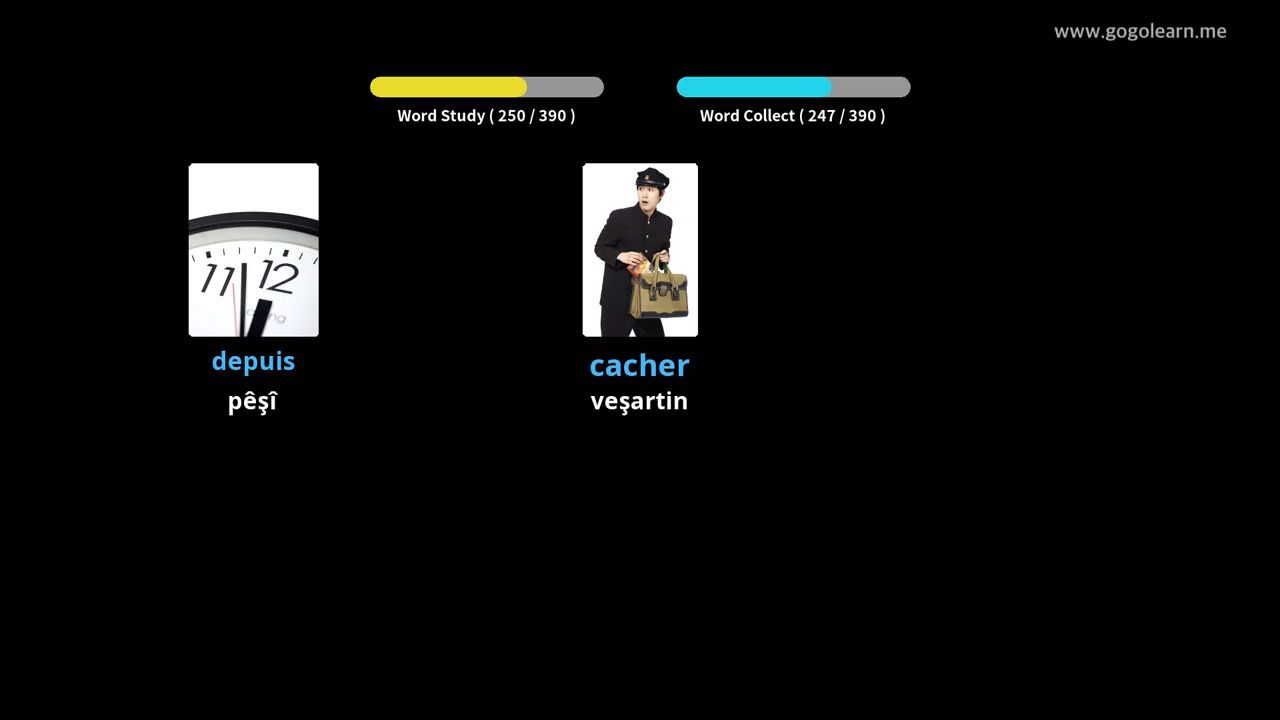 www.gogolearn.me
Word Study ( 250 / 390 )
Word Collect ( 247 / 390 )
11 12
depuis
cacher
pêşî
veşartin